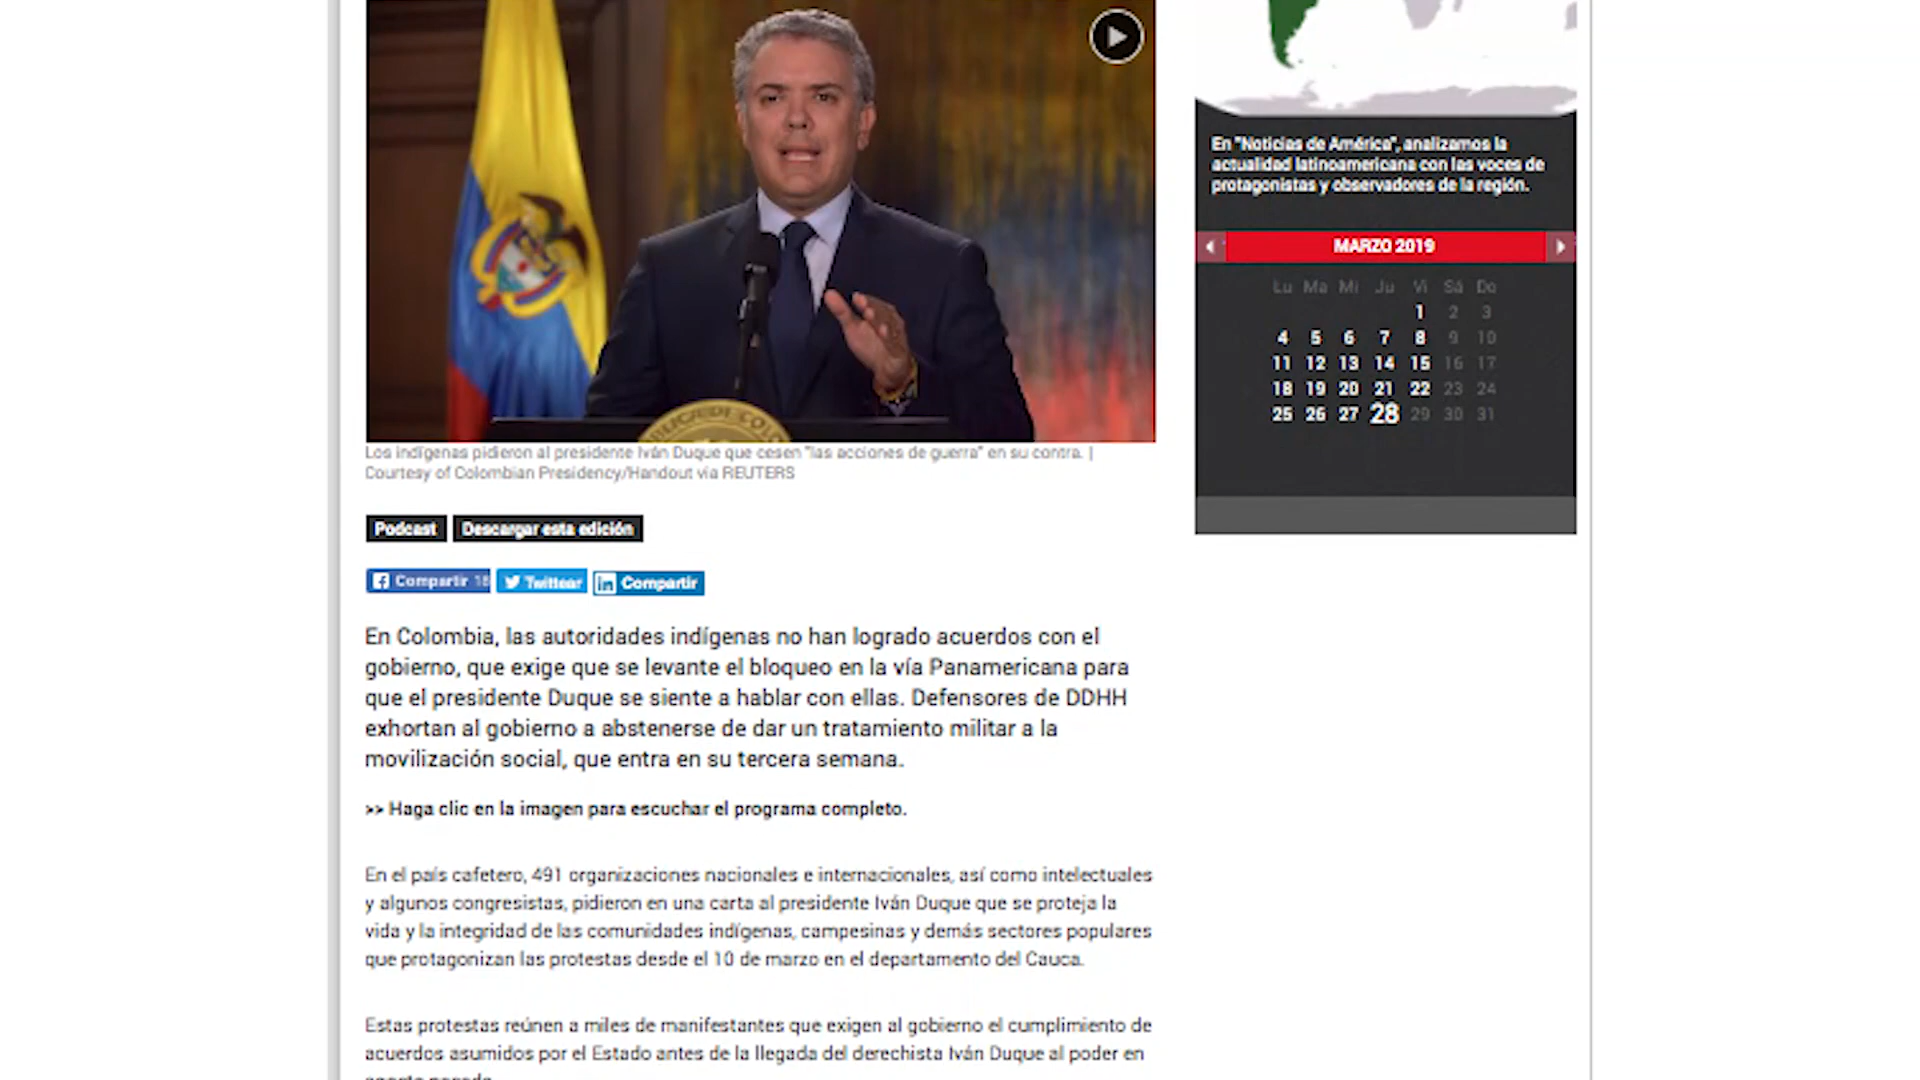 Los indígenas pidieron al presidente Iván Duque que cesen "las acciones de guerra" en su contra. |
Courtesy of Colombian Presidency/Handout via REUTERS
Podcast Descargar esta edición
Compartir 18 Twittear Compartir
En Colombia, las autoridades indígenas no han logrado acuerdos con el
gobierno, que exige que se levante el bloqueo en la vía Panamericana para
que el presidente Duque se siente a hablar con ellas. Defensores de DDHH
exhortan al gobierno a abstenerse de dar un tratamiento militar a la
movilización social, que entra en su tercera semana.
>> Haga clic en la imagen para escuchar el programa completo.
En el país cafetero, 491 organizaciones nacionales e internacionales, así como intelectuales
y algunos congresistas, pidieron en una carta al presidente Iván Duque que se proteja la
vida y la integridad de las comunidades indígenas, campesinas y demás sectores populares
que protagonizan las protestas desde el 10 de marzo en el departamento del Cauca.
Estas protestas reúnen a miles de manifestantes que exigen al gobierno el cumplimiento de
acuerdos asumidos por el Estado antes de la llegada del derechista Iván Duque al poder en
En "Noticias de América", analizamos la
actualidad latinoamericana con las voces de
protagonistas y observadores de la región.
MARZO 2019
Lu Ma Mi Ju Vi Sá Do
1 2 3
4 5 6 7 8 9 10
11 12 13 14 15 16 17
18 19 20 21 22 23 24
25 26 27 28 29 30 31